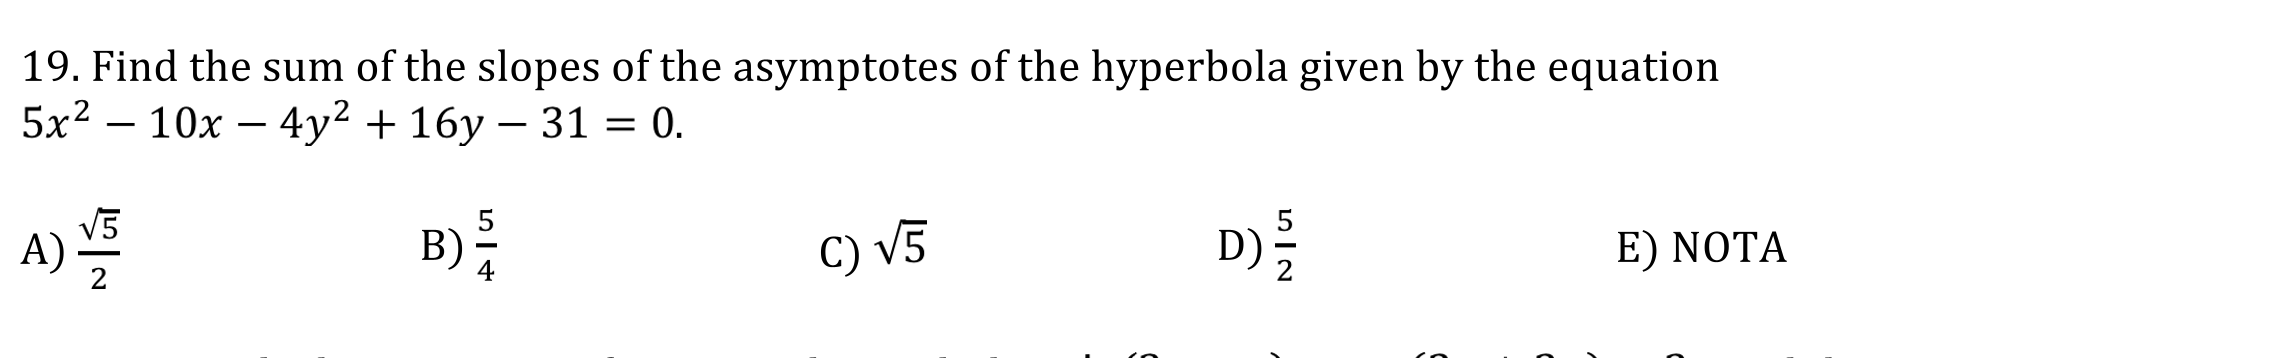 19. Find the sum of the slopes of the asymptotes of the hyperbola given by the equation
5x² − 10x − 4y² + 16y − 31 = 0.
A) √5/2 B) 5/4 C) √5 D) 5/2 E) NOTA